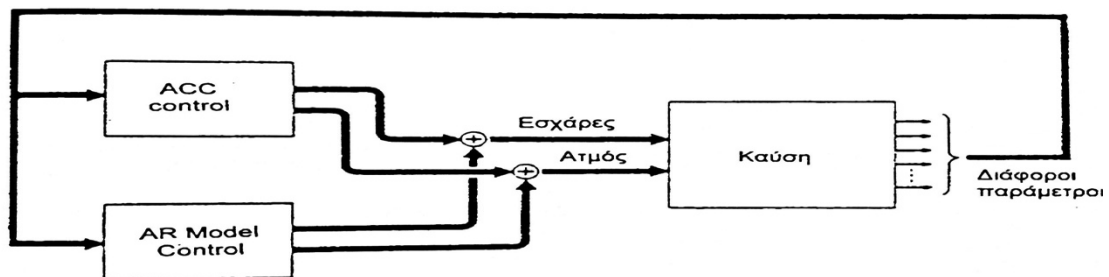 ACC
control
Εσχάρες
Ατμός
Καύση
Διάφοροι
παράμετροι
AR Model
Control